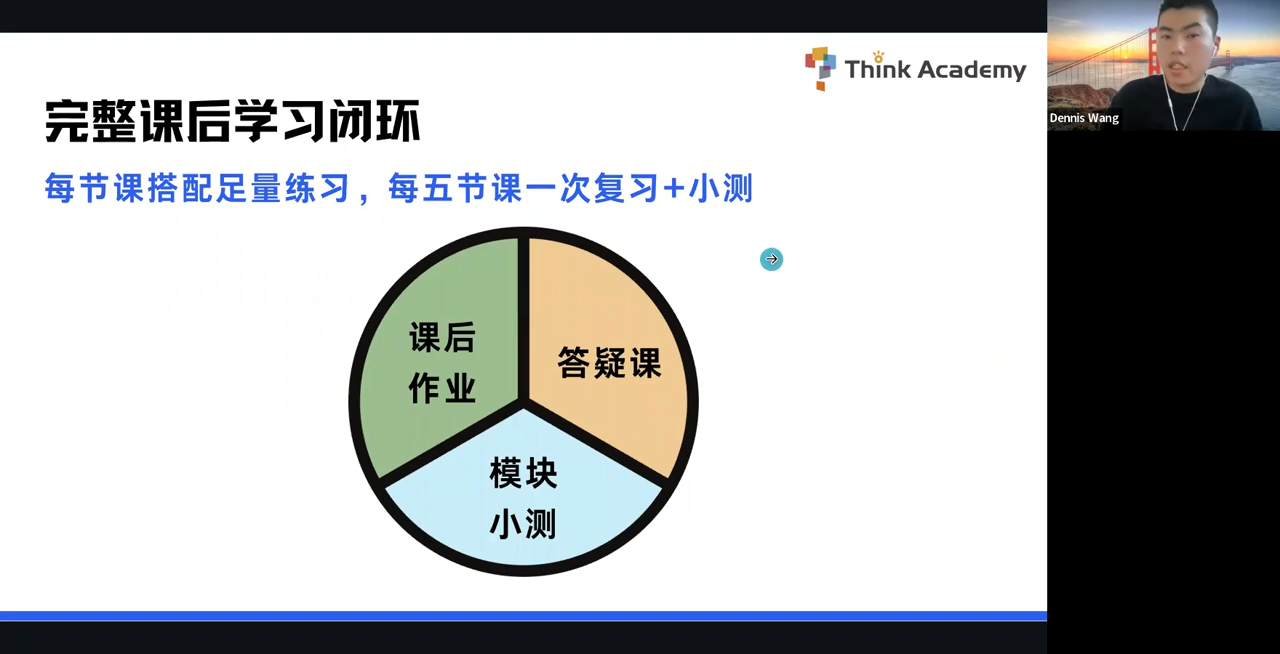 Think Academy
完整课后学习闭环
每节课搭配足量练习，每五节课一次复习+小测
课后
作业
答疑课
模块
小测
Dennis Wang